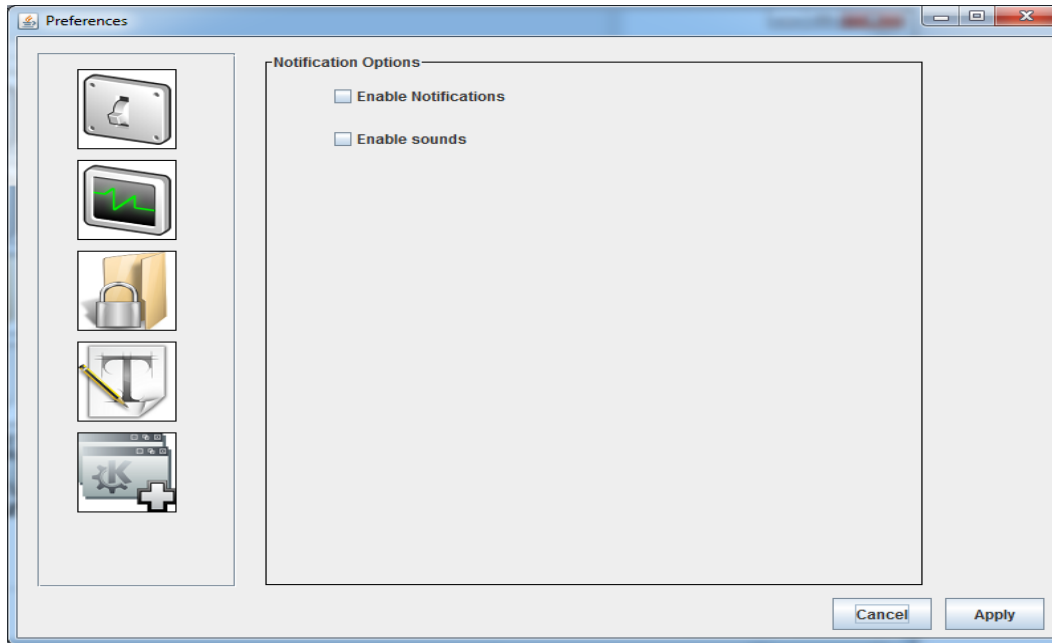 Preferences
Notification Options
Enable Notifications
Enable sounds
Cancel
Apply